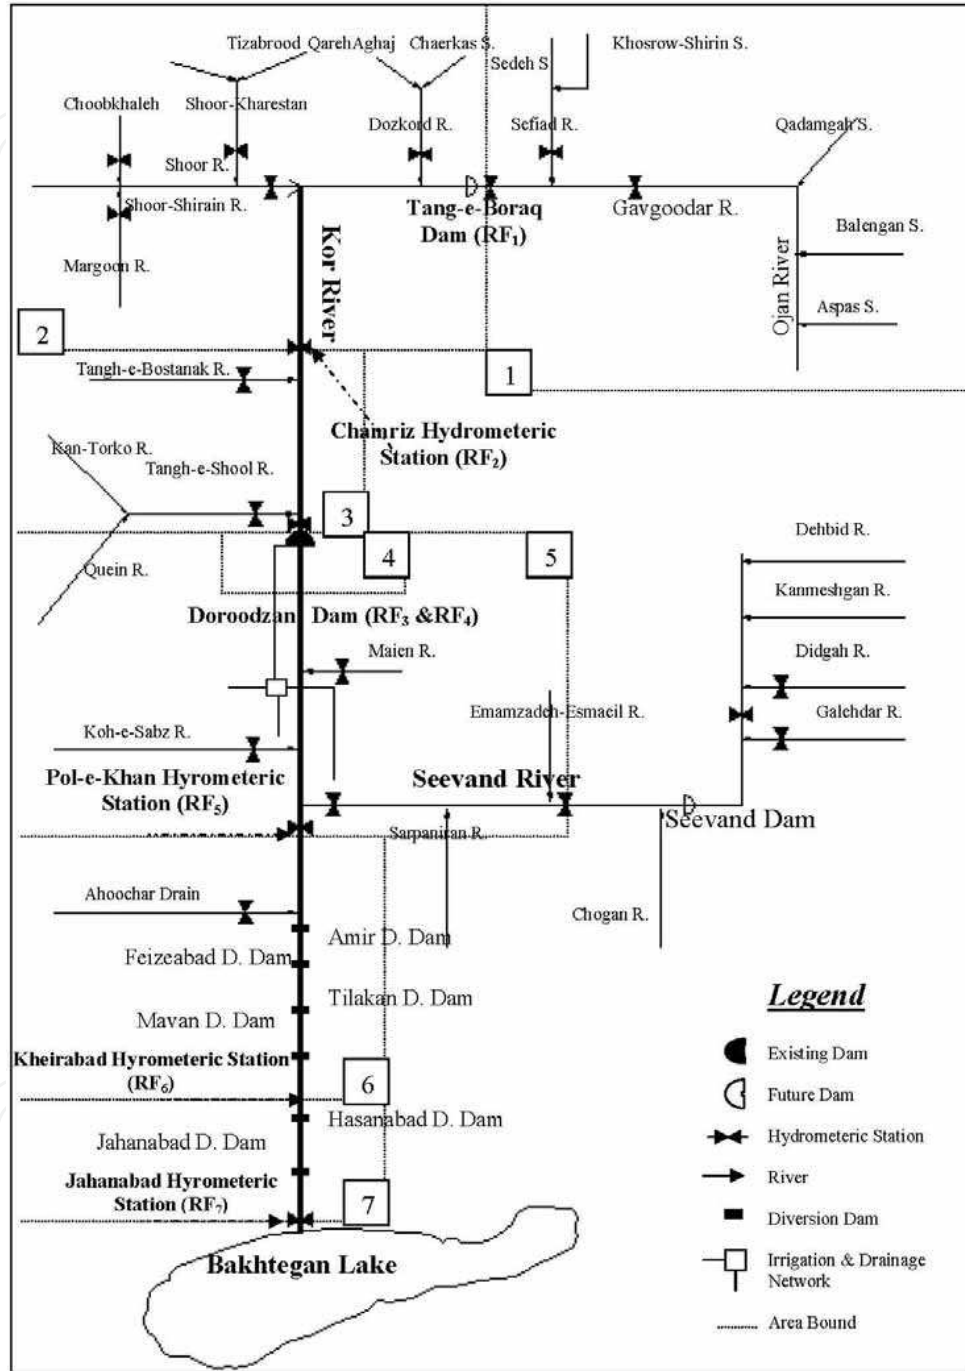 Tizabrood QarehAghaj Chaerkas S.
Khosrow-Shirin S.
Sedeh S
Choobkhaleh
Shoor-Kharestan
Dozkord R.
Sefiad R.
Qadamgah S.
Shoor R.
Shoor-Shirain R.
Tang-e-Boraq
Dam (RF₁)
Gavgoodar R.
Balengan S.
Margoon R.
Kor River
Ojan River
Aspas S.
2
1
Tangh-e-Bostanak R.
Chamriz Hydrometeric
Station (RF₂)
Kan-Torko R.
Tangh-e-Shool R.
3
4
5
Dehbid R.
Quein R.
Kanmeshgan R.
Doroodzan Dam (RF₃ &RF₄)
Maien R.
Didgah R.
Emamzadeh-Esmaeil R.
Galehdar R.
Koh-e-Sabz R.
Pol-e-Khan Hyrometeric
Station (RF₅)
Seevand River
Sarpaniran R.
Seevand Dam
Ahoochar Drain
Chogan R.
Amir D. Dam
Feizeabad D. Dam
Tilakan D. Dam
Mavan D. Dam
Kheirabad Hyrometeric Station
(RF₆)
6
Hasanabad D. Dam
Jahanabad D. Dam
Jahanabad Hyrometeric
Station (RF₇)
7
Bakhtegan Lake
Legend
Existing Dam
Future Dam
Hydrometeric Station
River
Diversion Dam
Irrigation & Drainage
Network
Area Bound